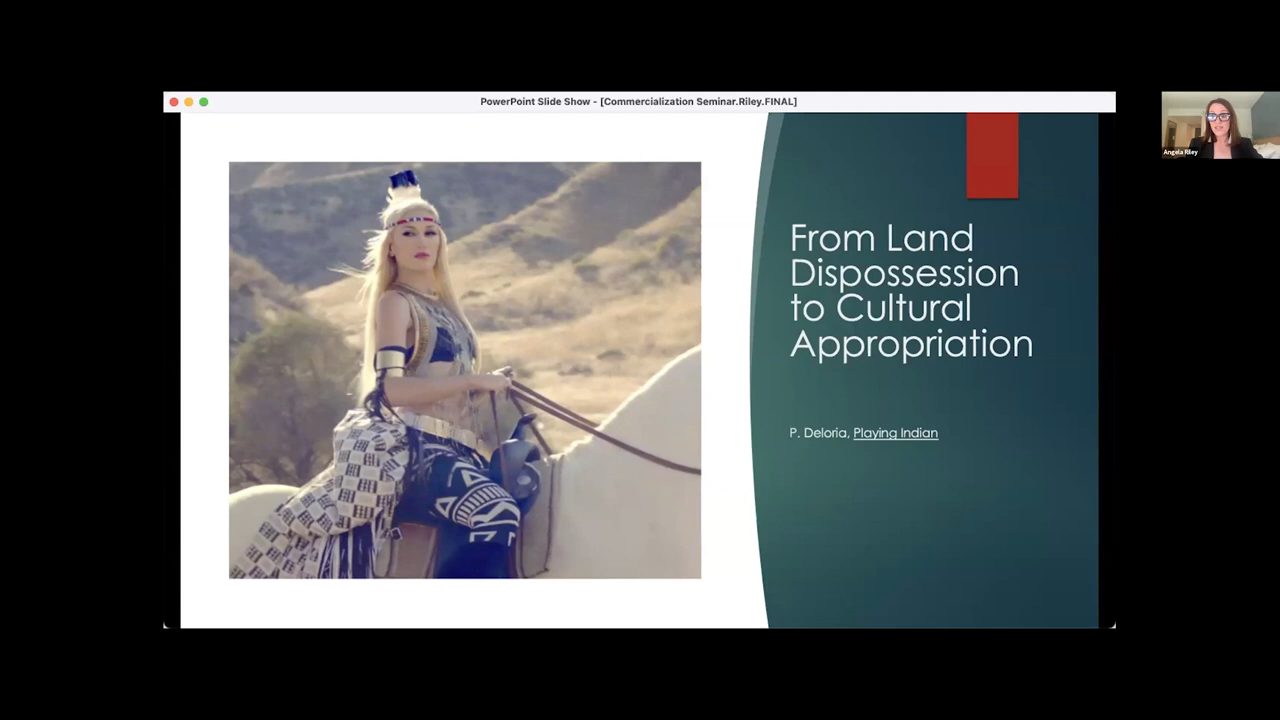 PowerPoint Slide Show - [Commercialization Seminar.Riley.FINAL]
From Land
Dispossession
to Cultural
Appropriation
P. Deloria, Playing Indian
Angela Riley